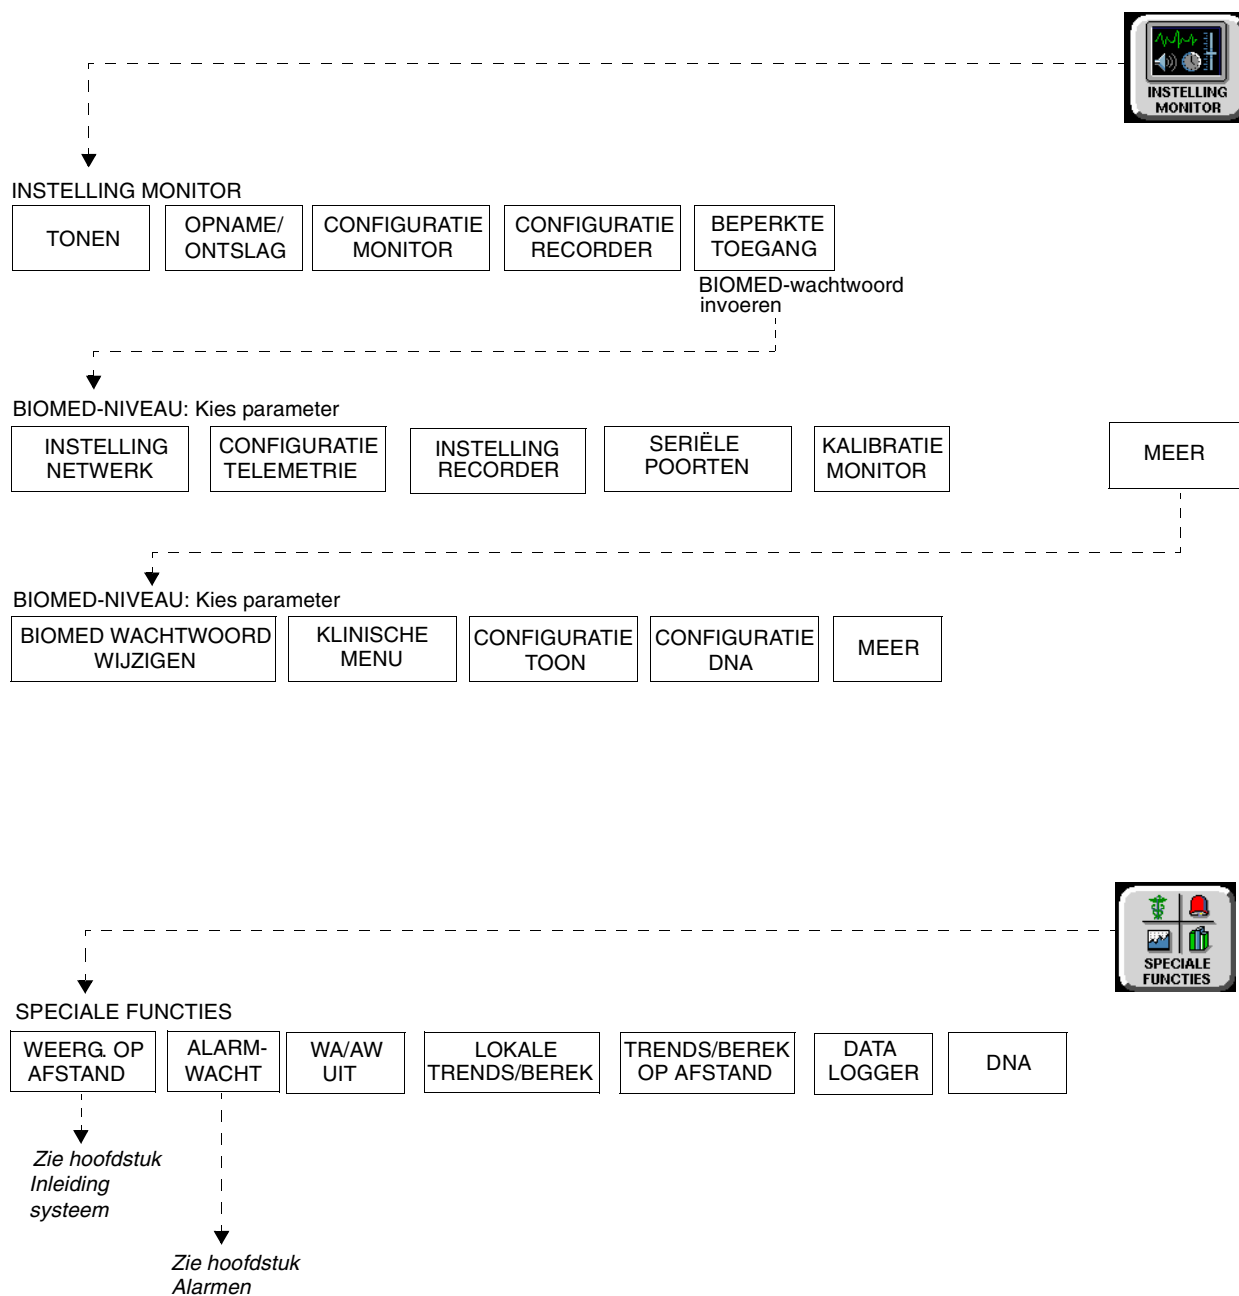 INSTELLING
MONITOR
INSTELLING MONITOR
TONEN
OPNAME/
ONTSLAG
CONFIGURATIE
MONITOR
CONFIGURATIE
RECORDER
BEPERKTE
TOEGANG
BIOMED-wachtwoord
invoeren
BIOMED-NIVEAU: Kies parameter
INSTELLING
NETWERK
CONFIGURATIE
TELEMETRIE
INSTELLING
RECORDER
SERIËLE
POORTEN
KALIBRATIE
MONITOR
MEER
BIOMED-NIVEAU: Kies parameter
BIOMED WACHTWOORD
WIJZIGEN
KLINISCHE
MENU
CONFIGURATIE
TOON
CONFIGURATIE
DNA
MEER
SPECIALE
FUNCTIES
SPECIALE FUNCTIES
WEERG. OP
AFSTAND
ALARM-
WACHT
WA/AW
UIT
LOKALE
TRENDS/BEREK
TRENDS/BEREK
OP AFSTAND
DATA
LOGGER
DNA
Zie hoofdstuk
Inleiding
systeem
Zie hoofdstuk
Alarmen